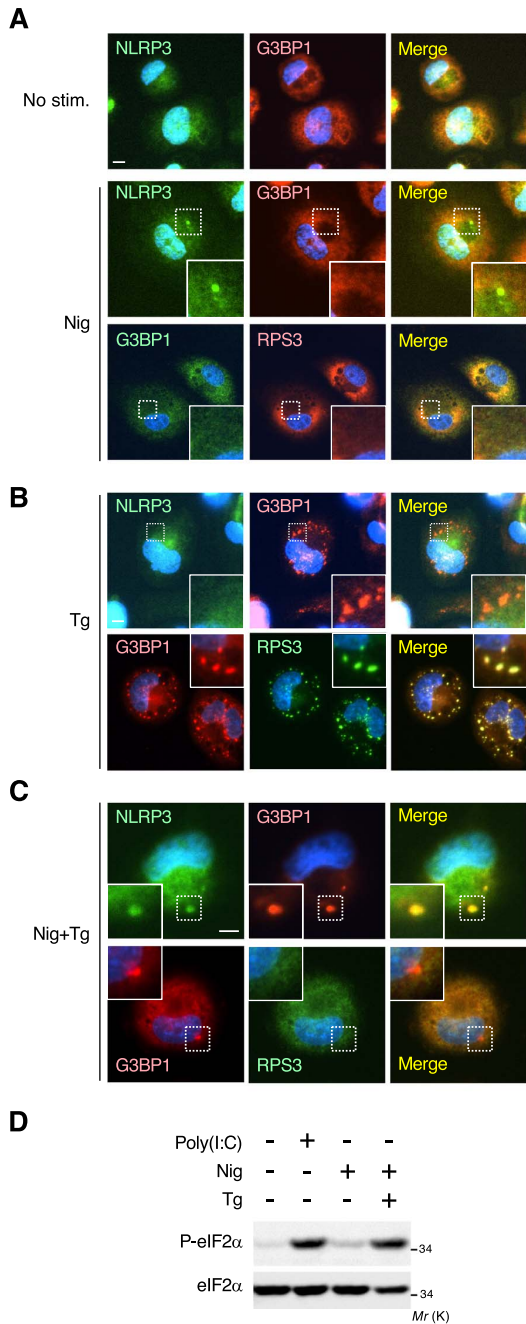 A
NLRP3 G3BP1 Merge
No stim.
NLRP3 G3BP1 Merge
Nig
G3BP1 RPS3 Merge
B
NLRP3 G3BP1 Merge
Tg
G3BP1 RPS3 Merge
C
NLRP3 G3BP1 Merge
Nig+Tg
G3BP1 RPS3 Merge
D
Poly(I:C) - + - -
Nig - - + +
Tg - - - +
P-eIF2α -34
eIF2α -34
Mr (K)